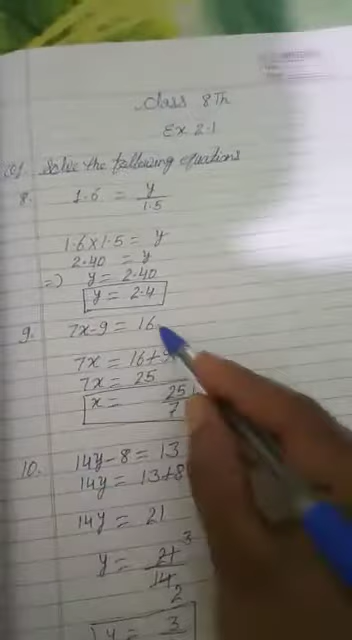 Class 8Th
Ex 2.1
Q1. Solve the following equations
8. 1.6 = y/1.5
1.6 x 1.5 = y
2.40 = y
=> y = 2.40
y = 2.4
9. 7x-9 = 16
7x = 16+
7x = 25
x = 25/7
10. 14y-8 = 13
14y = 13+8
14y = 21
y = 21 3/14 2
y = 3